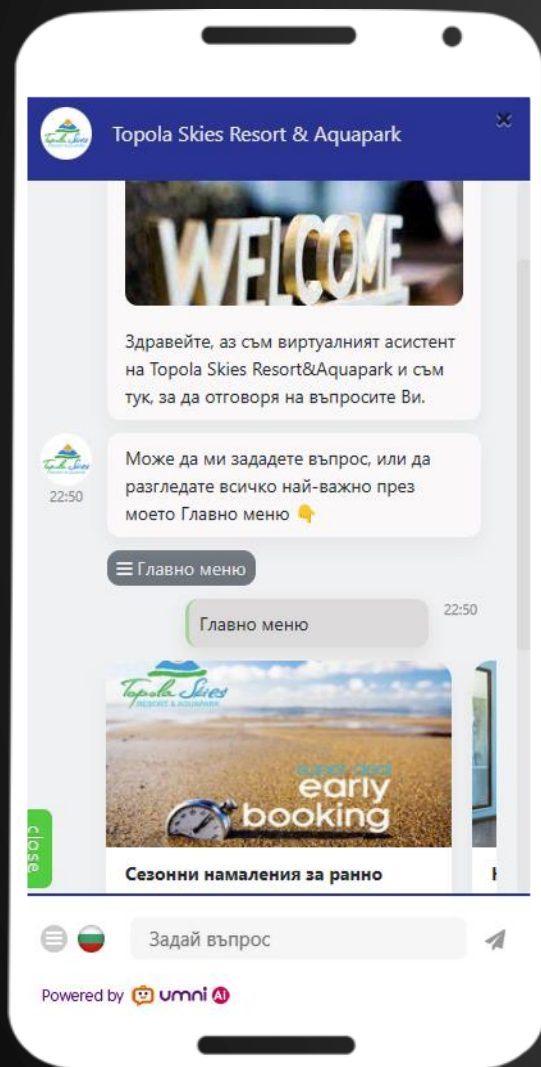 Topola Skies Resort & Aquapark
WELCOME
Здравейте, аз съм виртуалният асистент
на Topola Skies Resort&Aquapark и съм
тук, за да отговоря на въпросите Ви.
Може да ми зададете въпрос, или да
разгледате всичко най-важно през
моето Главно меню
22:50
Главно меню
Главно меню
22:50
Topola Skies
RESORT & AQUAPARK
super deal
early
booking
Сезонни намаления за ранно
close
Задай въпрос
Powered by umni AI